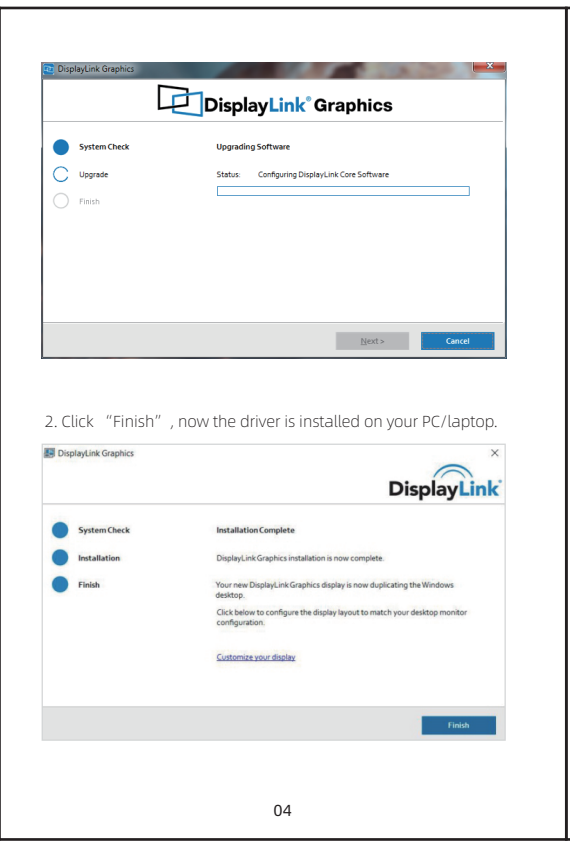 DisplayLink Graphics
DisplayLink® Graphics
System Check
Upgrading Software
Upgrade
Status: Configuring DisplayLink Core Software
Finish
Next >
Cancel
2. Click “Finish”, now the driver is installed on your PC/laptop.
DisplayLink Graphics
DisplayLink
System Check
Installation Complete
Installation
DisplayLink Graphics installation is now complete.
Finish
Your new DisplayLink Graphics display is now duplicating the Windows
desktop.
Click below to configure the display layout to match your desktop monitor
configuration.
Customize your display
Finish
04